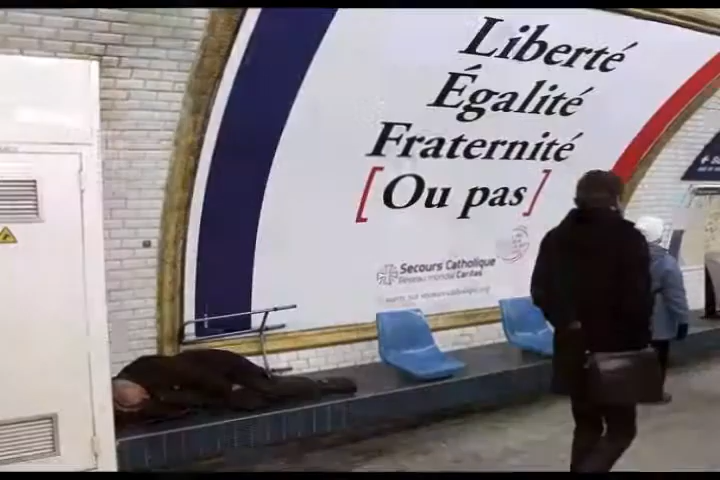 Liberté
Égalité
Fraternité
[Ou pas]
Secours Catholique
Réseau mondial Caritas